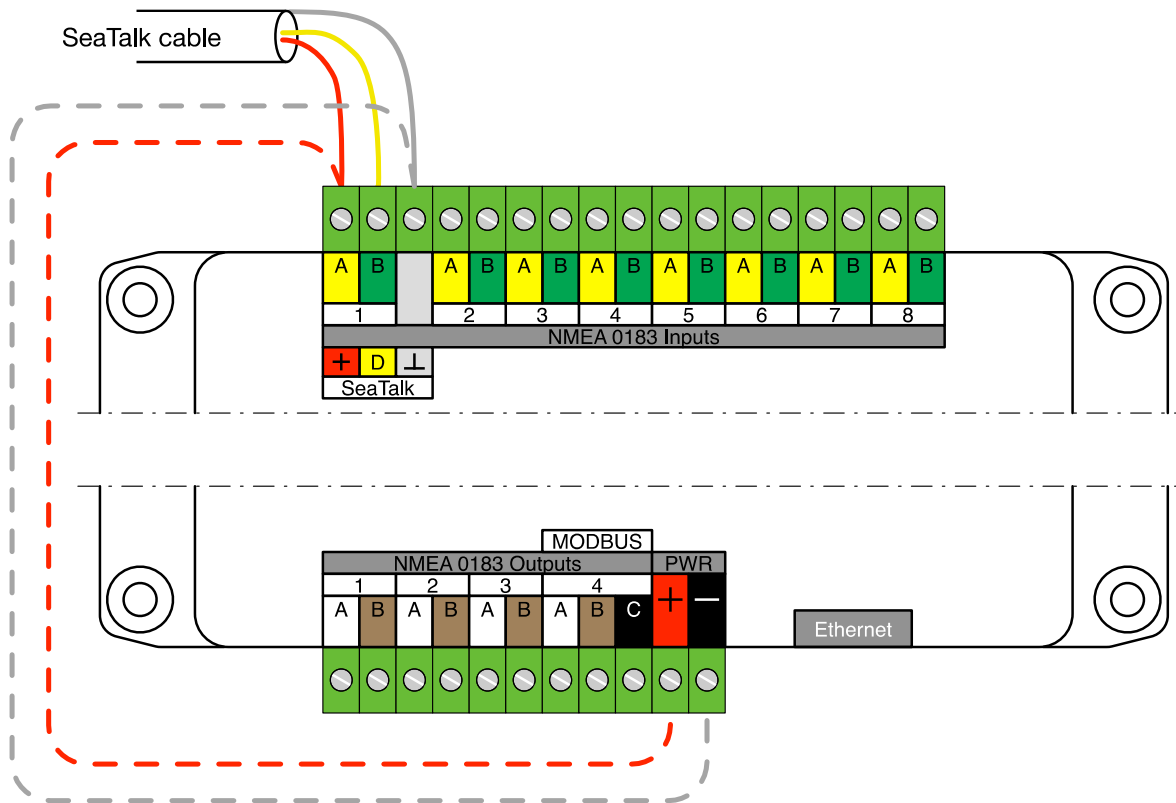 SeaTalk cable
A B A B A B A B A B A B A B A B
1 2 3 4 5 6 7 8
NMEA 0183 Inputs
+ D ⊥
SeaTalk
MODBUS
NMEA 0183 Outputs PWR
1 2 3 4 + −
A B A B A B A B C
Ethernet